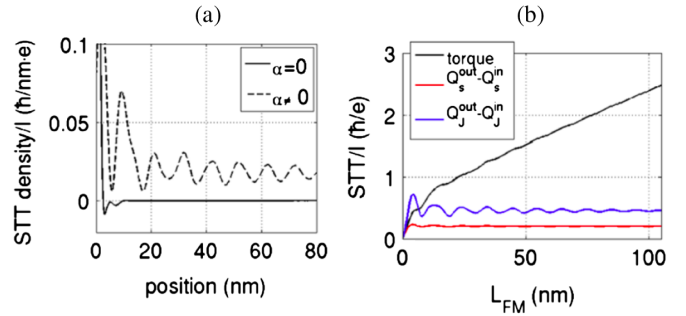 (a)
(b)
STT density/I (ħ/nm·e)
0.1
0.05
0
α=0
α≠0
0 20 40 60 80
position (nm)
STT/I (ħ/e)
3
2
1
0
torque
Q_s^out-Q_s^in
Q_J^out-Q_J^in
0 50 100
L_FM (nm)